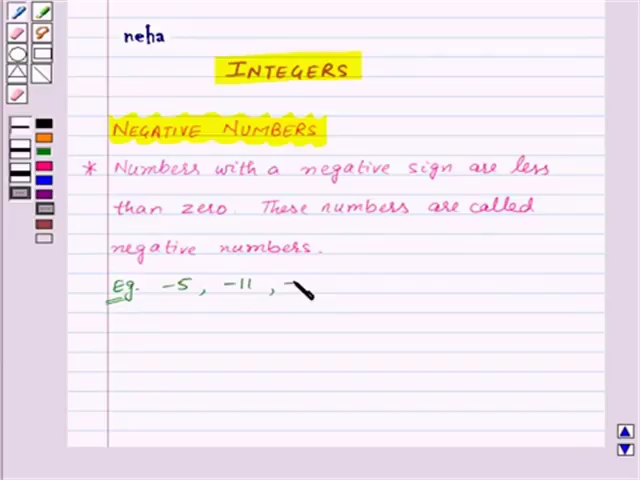 neha
INTEGERS
NEGATIVE NUMBERS
* Numbers with a negative sign are less
than zero. These numbers are called
negative numbers.
Eg. -5, -11, -